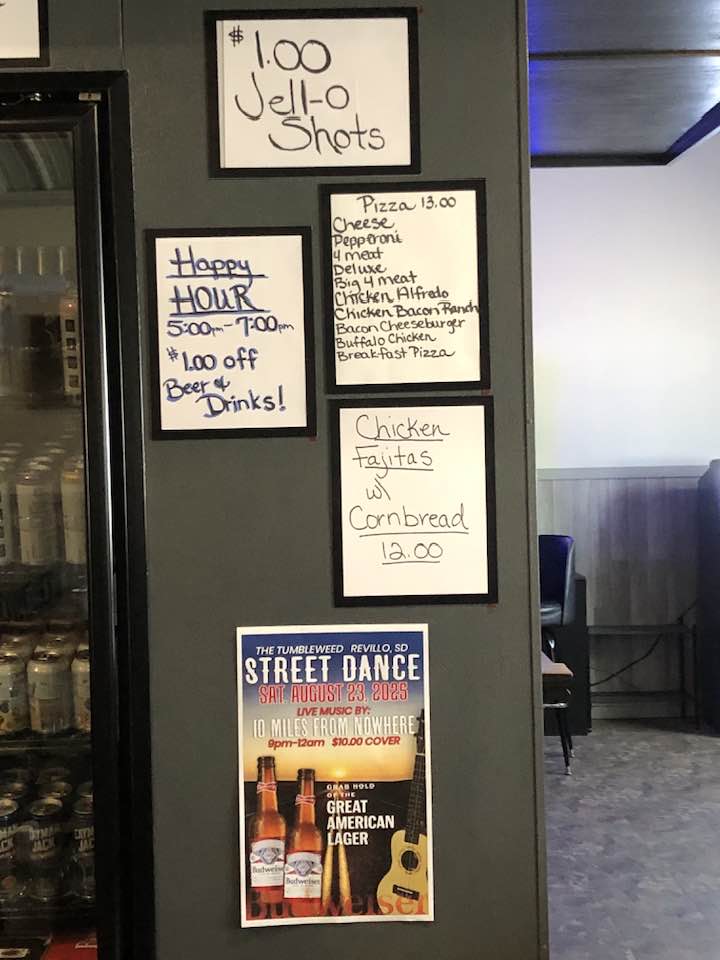 $1.00
Jell-O
Shots
Pizza 13.00
Cheese
Pepperoni
4 meat
Deluxe
Big 4 meat
Chicken Alfredo
Chicken Bacon Ranch
Bacon Cheeseburger
Buffalo Chicken
Breakfast Pizza
Happy
HOUR
5:00pm-7:00pm
$1.00 off
Beer &
Drinks!
Chicken
Fajitas
w\
Cornbread
12.00
THE TUMBLEWEED REVILLO, SD
STREET DANCE
SAT AUGUST 23, 2025
LIVE MUSIC BY:
10 MILES FROM NOWHERE
9pm-12am $10.00 COVER
GRAB HOLD
OF THE
GREAT
AMERICAN
LAGER
Budweiser
Budweiser
Budweiser
JACK